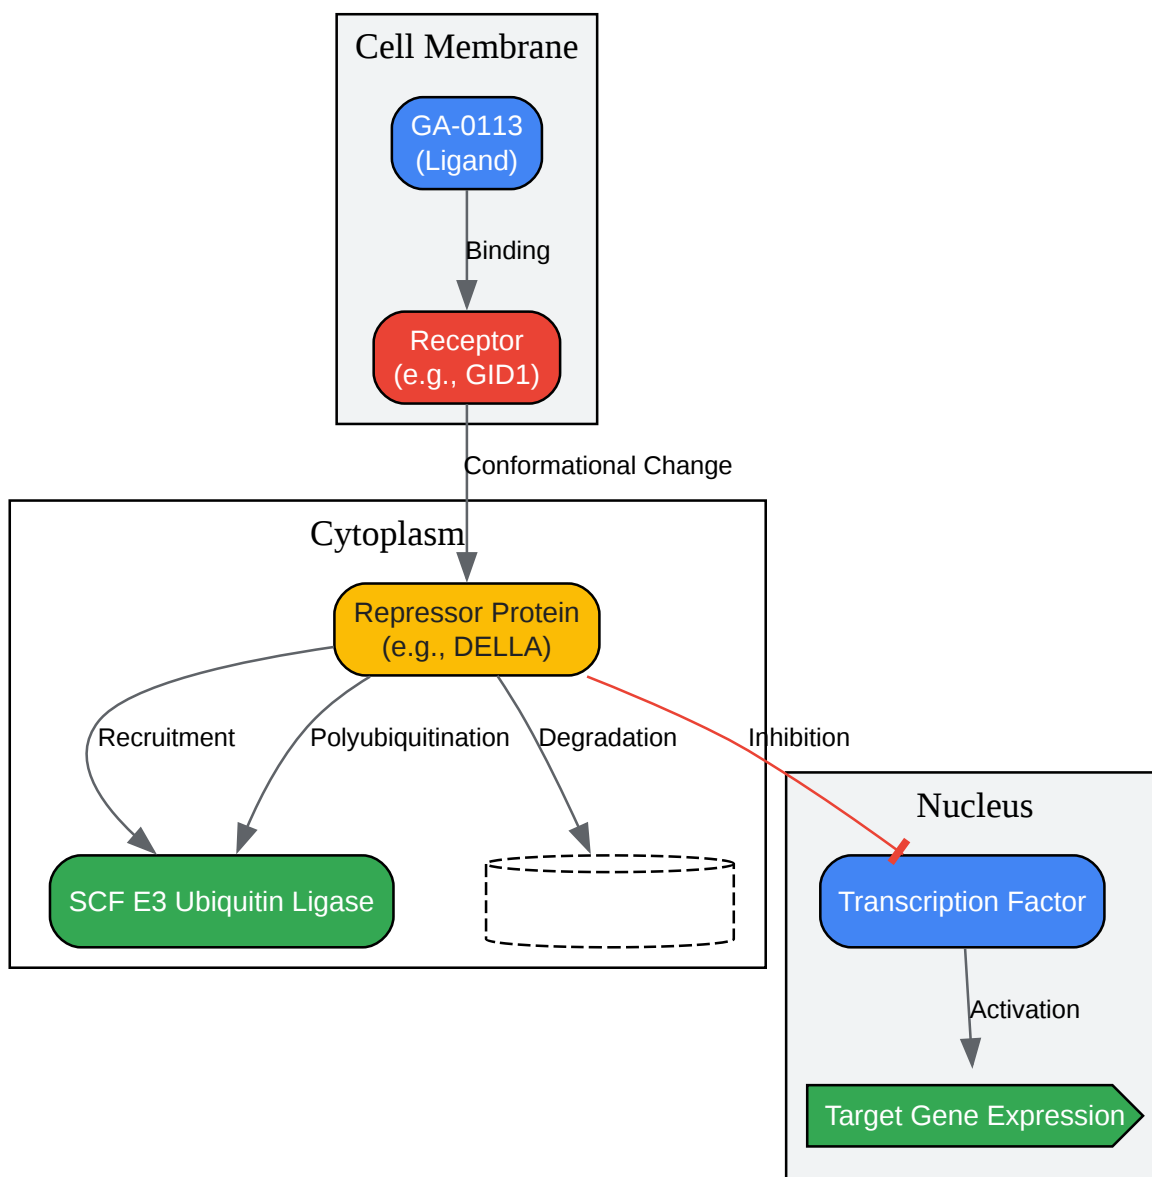 Cell Membrane
GA-0113
(Ligand)
Binding
Receptor
(e.g., GID1)
Conformational Change
Cytoplasm
Repressor Protein
(e.g., DELLA)
Recruitment
Polyubiquitination
Degradation
Inhibition
Nucleus
SCF E3 Ubiquitin Ligase
Transcription Factor
Activation
Target Gene Expression